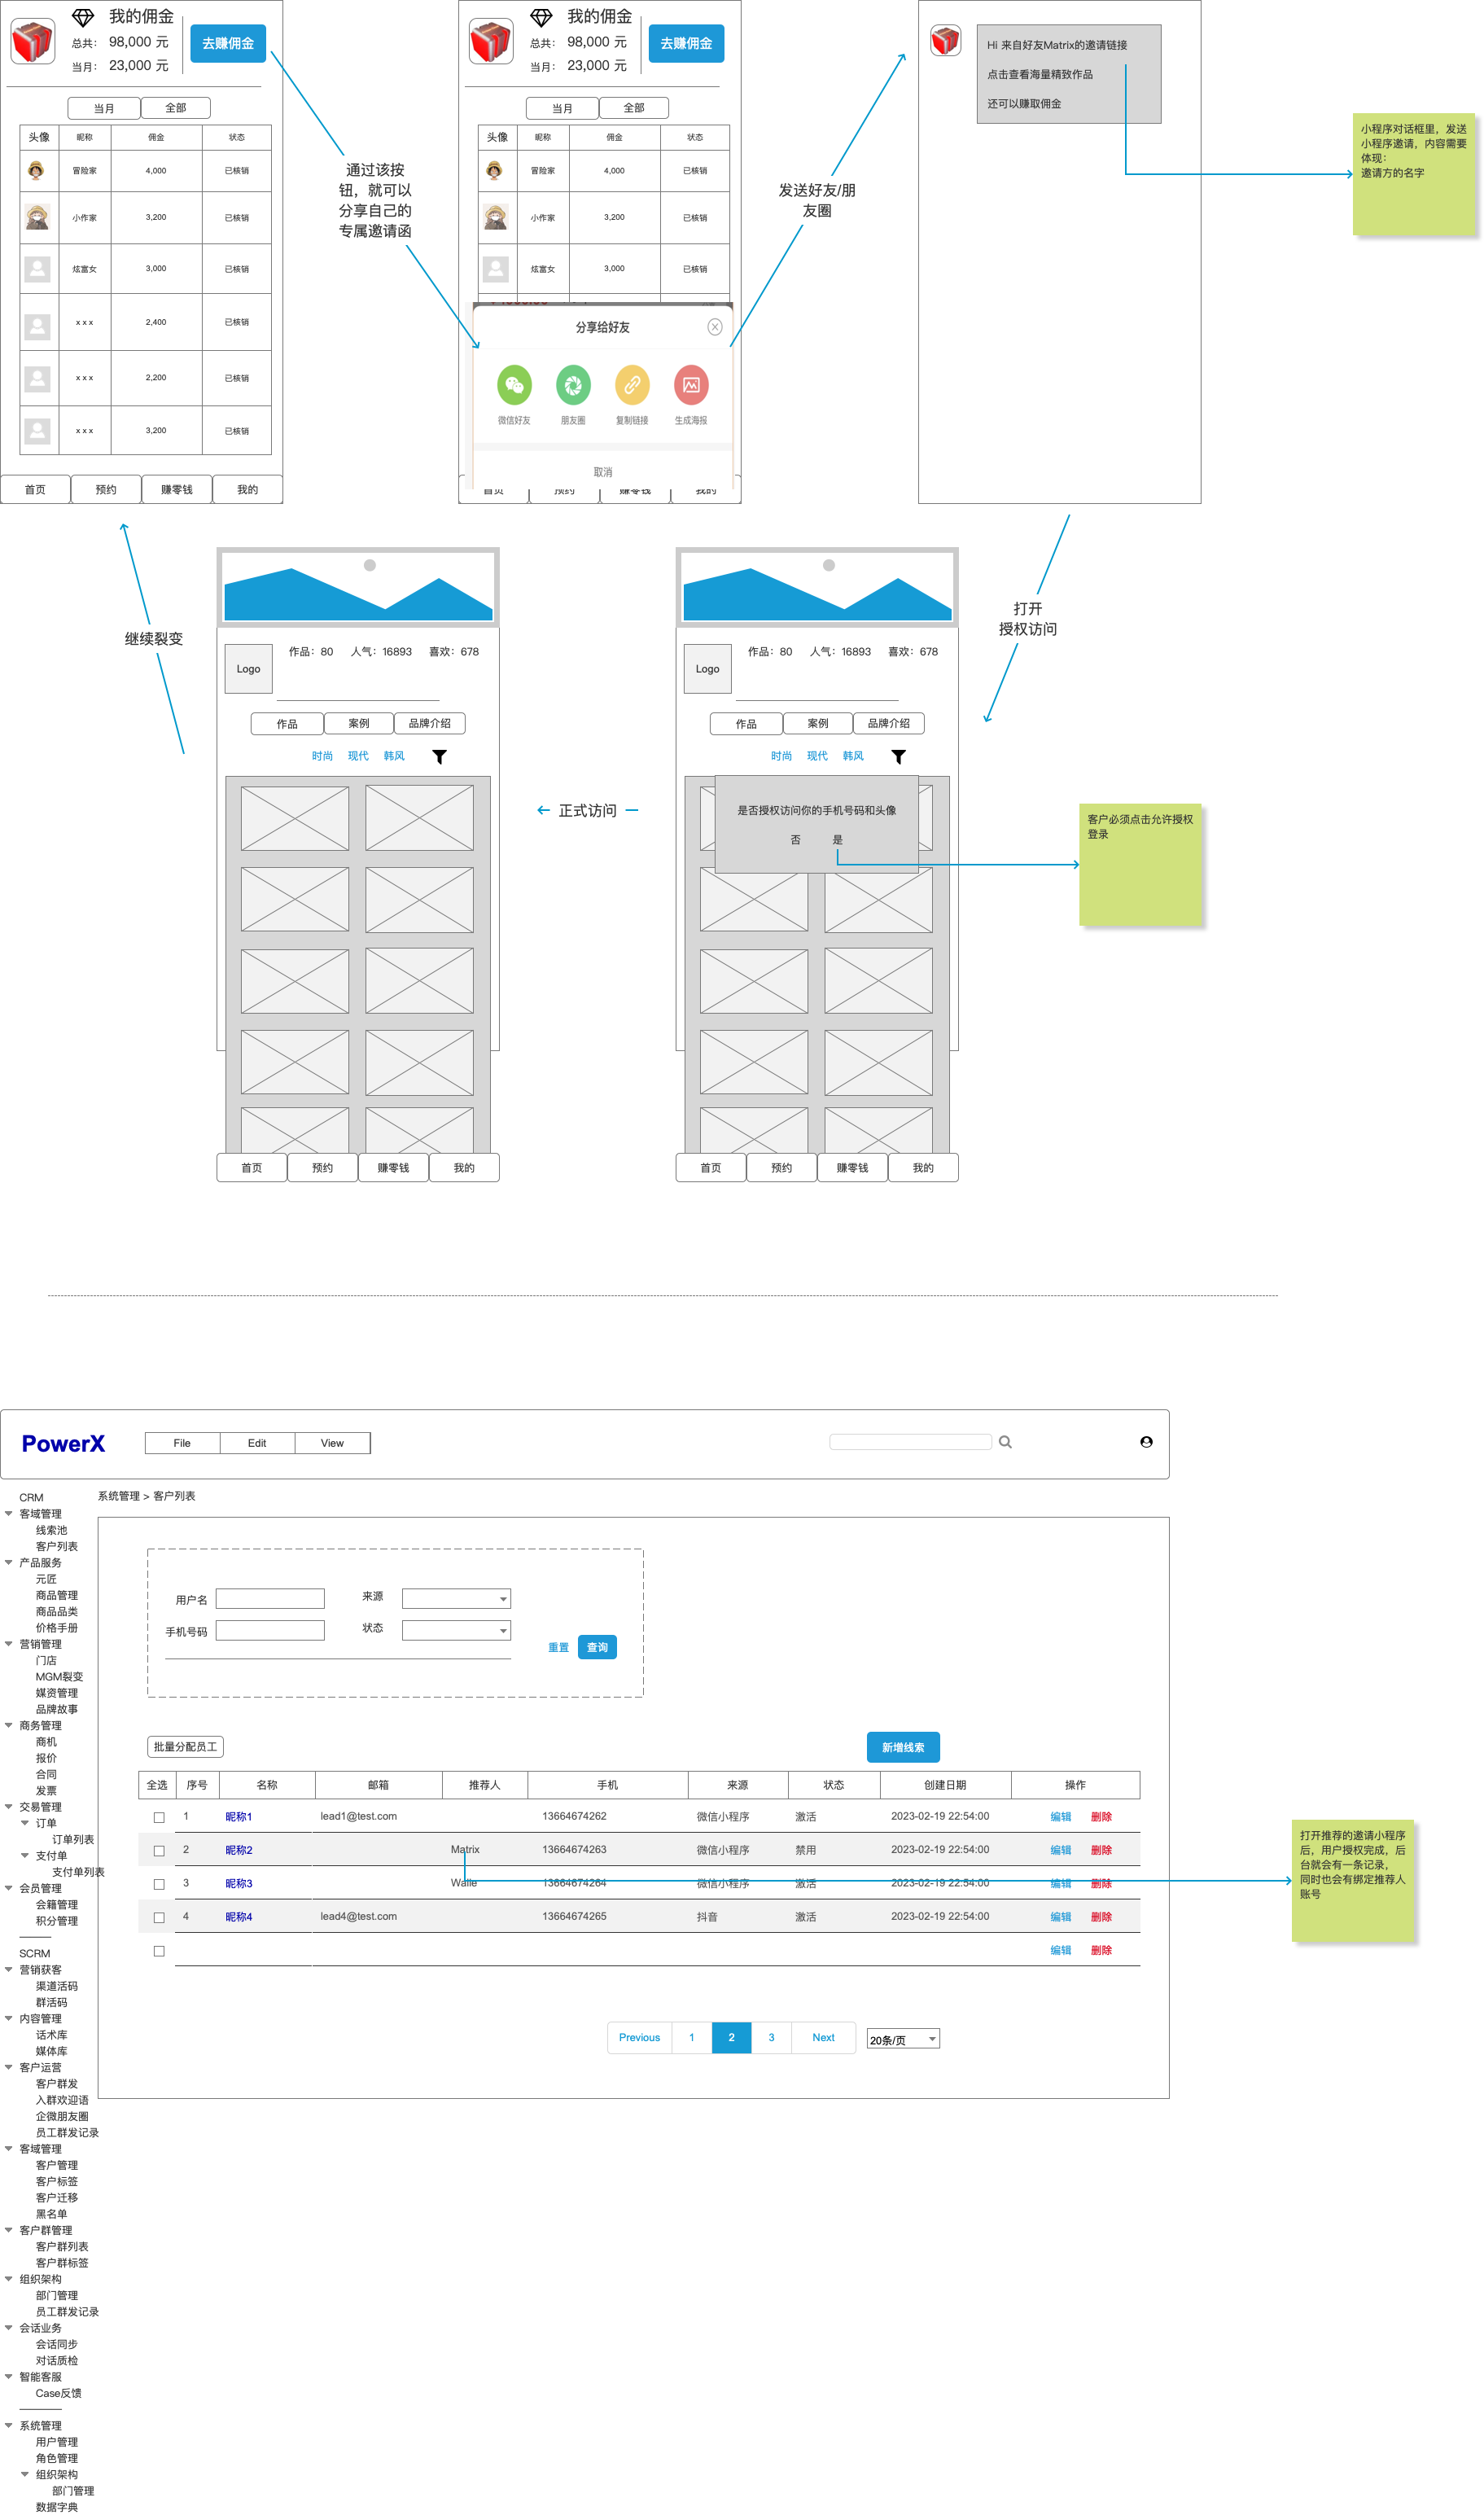 我的佣金
总共： 98,000 元
当月： 23,000 元
去赚佣金
当月 全部
头像 昵称 佣金 状态
冒险家 4,000 已核销
小作家 3,200 已核销
炫富女 3,000 已核销
x x x 2,400 已核销
x x x 2,200 已核销
x x x 3,200 已核销
首页 预约 赚零钱 我的
通过该按
钮，就可以
分享自己的
专属邀请函
我的佣金
总共： 98,000 元
当月： 23,000 元
去赚佣金
当月 全部
头像 昵称 佣金 状态
冒险家 4,000 已核销
小作家 3,200 已核销
炫富女 3,000 已核销
分享给好友
微信好友 朋友圈 复制链接 生成海报
取消
首页 预约 赚零钱 我的
发送好友/朋
友圈
Hi 来自好友Matrix的邀请链接
点击查看海量精致作品
还可以赚取佣金
小程序对话框里，发送
小程序邀请，内容需要
体现：
邀请方的名字
继续裂变
Logo
作品：80 人气：16893 喜欢：678
作品 案例 品牌介绍
时尚 现代 韩风
首页 预约 赚零钱 我的
正式访问
Logo
作品：80 人气：16893 喜欢：678
作品 案例 品牌介绍
时尚 现代 韩风
是否授权访问你的手机号码和头像
否 是
首页 预约 赚零钱 我的
打开
授权访问
客户必须点击允许授权
登录
PowerX
File Edit View
CRM
客域管理
线索池
客户列表
产品服务
元匠
商品管理
商品品类
价格手册
营销管理
门店
MGM裂变
媒资管理
品牌故事
商务管理
商机
报价
合同
发票
交易管理
订单
订单列表
支付单
支付单列表
会员管理
会籍管理
积分管理
SCRM
营销获客
渠道活码
群活码
内容管理
话术库
媒体库
客户运营
客户群发
入群欢迎语
企微朋友圈
员工群发记录
客域管理
客户管理
客户标签
客户迁移
黑名单
客户群管理
客户群列表
客户群标签
组织架构
部门管理
员工群发记录
会话业务
会话同步
对话质检
智能客服
Case反馈
系统管理
用户管理
角色管理
组织架构
部门管理
数据字典
系统管理 > 客户列表
用户名 来源
手机号码 状态
重置 查询
批量分配员工 新增线索
全选 序号 名称 邮箱 推荐人 手机 来源 状态 创建日期 操作
1 昵称1 lead1@test.com 13664674262 微信小程序 激活 2023-02-19 22:54:00 编辑 删除
2 昵称2 Matrix 13664674263 微信小程序 禁用 2023-02-19 22:54:00 编辑 删除
3 昵称3 Walle 13664674264 微信小程序 激活 2023-02-19 22:54:00 编辑 删除
4 昵称4 lead4@test.com 13664674265 抖音 激活 2023-02-19 22:54:00 编辑 删除
编辑 删除
Previous 1 2 3 Next 20条/页
打开推荐的邀请小程序
后，用户授权完成，后
台就会有一条记录，
同时也会有绑定推荐人
账号